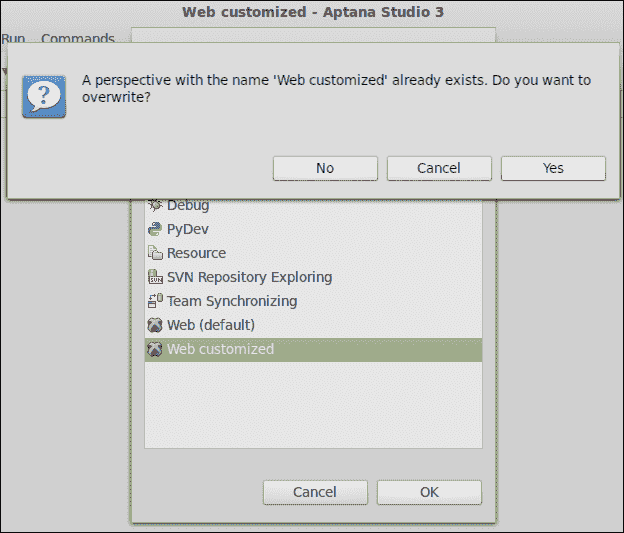 Web customized - Aptana Studio 3
Run Commands
A perspective with the name 'Web customized' already exists. Do you want to
overwrite?
No Cancel Yes
Debug
PyDev
Resource
SVN
SVN Repository Exploring
Team Synchronizing
Web (default)
Web customized
Cancel OK